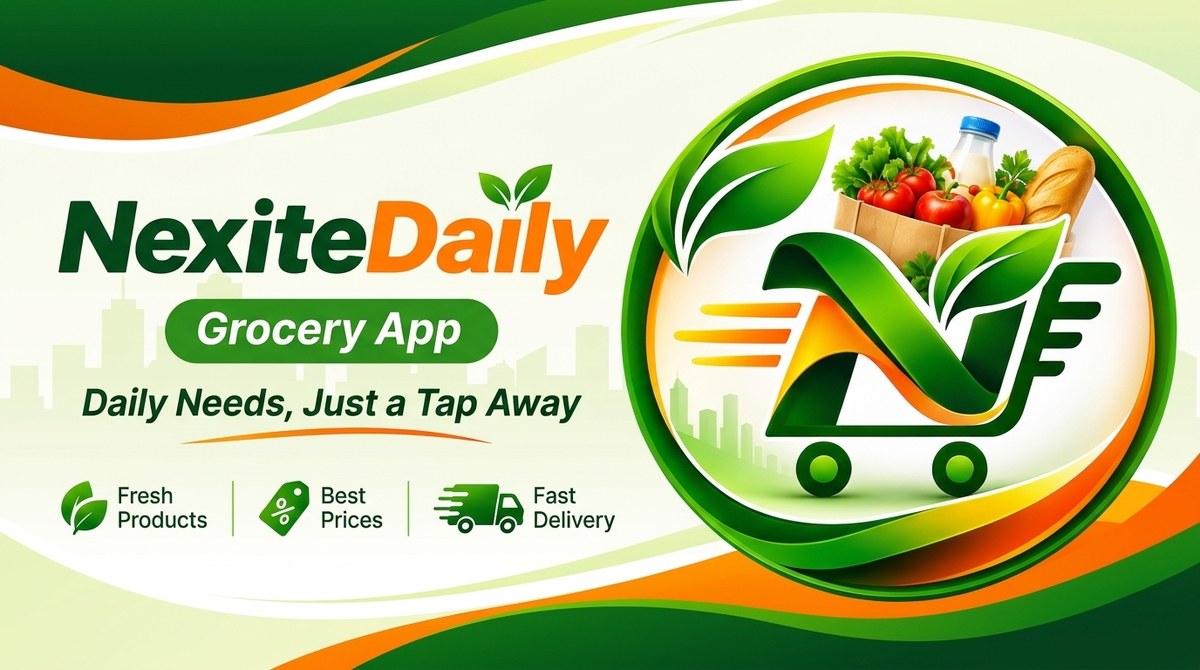 NexiteDaily
Grocery App
Daily Needs, Just a Tap Away
Fresh
Products
Best
Prices
Fast
Delivery